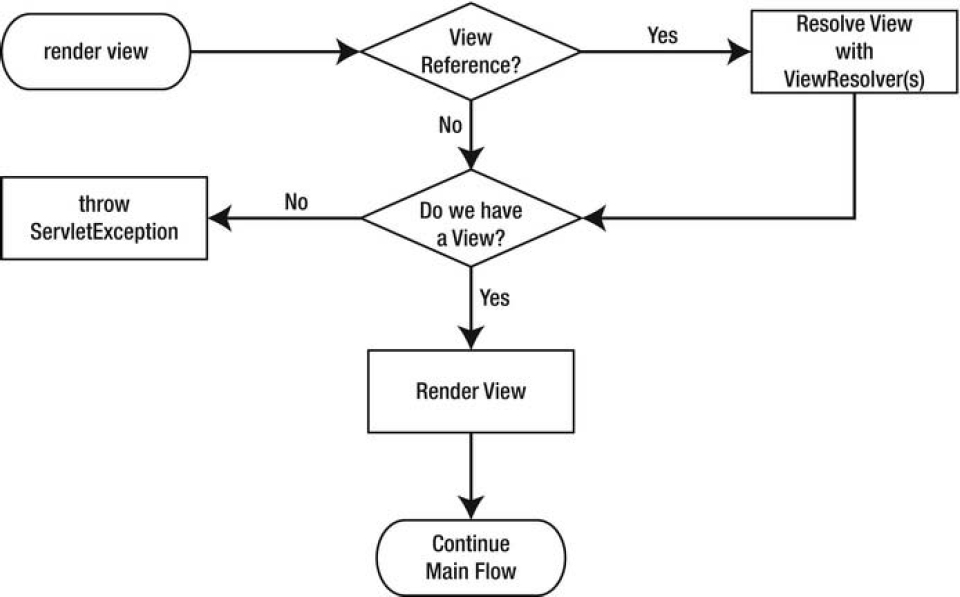 render view
View
Reference?
Yes
Resolve View
with
ViewResolver(s)
No
throw
ServletException
No
Do we have
a View?
Yes
Render View
Continue
Main Flow